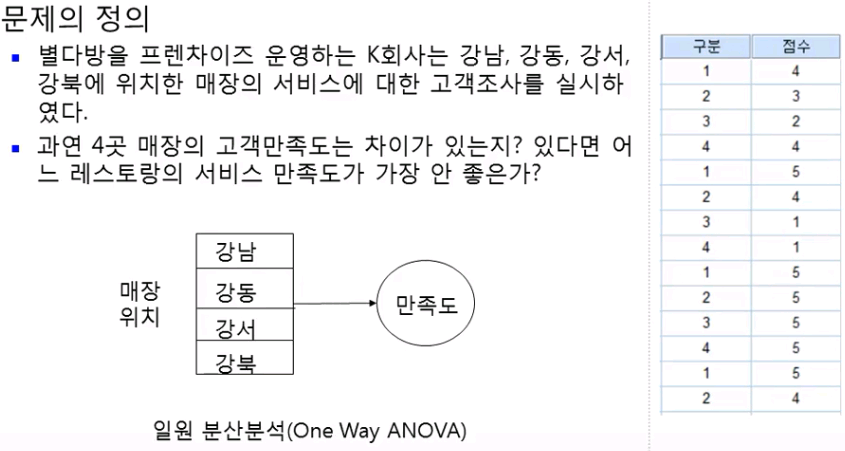 문제의 정의
별다방을 프렌차이즈 운영하는 K회사는 강남, 강동, 강서,
강북에 위치한 매장의 서비스에 대한 고객조사를 실시하
였다.
과연 4곳 매장의 고객만족도는 차이가 있는지? 있다면 어
느 레스토랑의 서비스 만족도가 가장 안 좋은가?
매장
위치
강남
강동
강서
강북
만족도
일원 분산분석(One Way ANOVA)
구분 점수
1 4
2 3
3 2
4 4
1 5
2 4
3 1
4 1
1 5
2 5
3 5
4 5
1 5
2 4